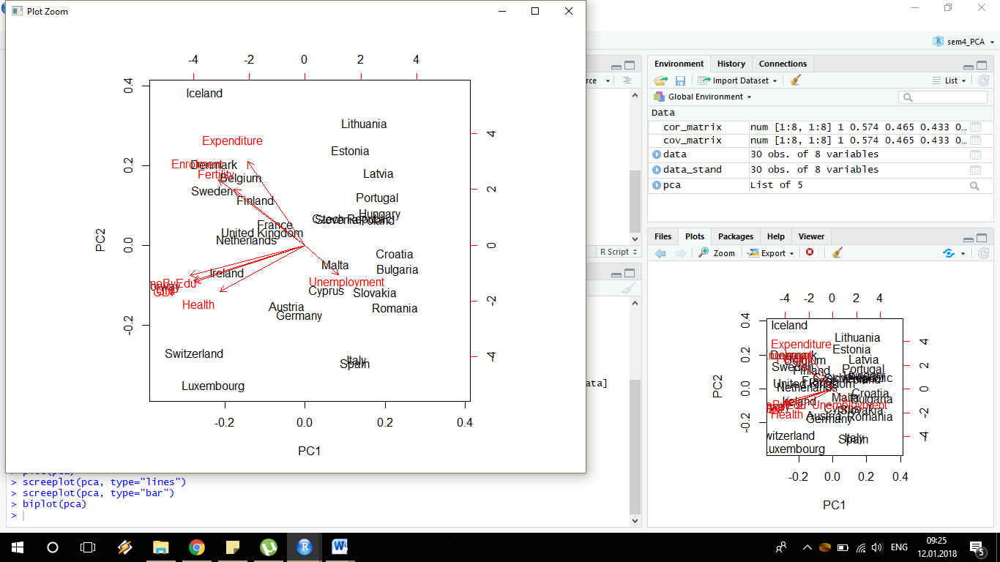 Plot Zoom
-4 -2 0 2 4
0.4
0.2
0.0
-0.2
PC2
4
2
0
-2
-4
Iceland
Lithuania
Expenditure
Estonia
Enrolment
Denmark
Fertility
Belgium
Latvia
Sweden
Finland
Portugal
Hungary
Czech Republic
Slovenia
Poland
France
United Kingdom
Netherlands
Croatia
Malta
Bulgaria
Ireland
Unemployment
meByEdu
rway
Cyprus
Slovakia
Health
Austria
Romania
Germany
Switzerland
Italy
Spain
Luxembourg
-0.2 0.0 0.2 0.4
PC1
> screeplot(pca, type="lines")
> screeplot(pca, type="bar")
> biplot(pca)
>
rce
R Script
ata]
sem4_PCA
Environment History Connections
Import Dataset
List
Global Environment
Data
cor_matrix num [1:8, 1:8] 1 0.574 0.465 0.433 0…
cov_matrix num [1:8, 1:8] 1 0.574 0.465 0.433 0…
data 30 obs. of 8 variables
data_stand 30 obs. of 8 variables
pca List of 5
Files Plots Packages Help Viewer
Zoom Export
-4 -2 0 2 4
0.4
0.2
0.0
-0.2
PC2
4
2
0
-2
-4
Iceland
Lithuania
Expenditure
Estonia
Denmark
Belgium
Latvia
Sweden
Finland
Portugal
Hungary
Poland
France
United Kingdom
Netherlands
Croatia
Malta
Bulgaria
Ireland
Unemployment
Cyprus
Slovakia
Health
Austria
Romania
Germany
witzerland
Italy
Spain
uxembourg
-0.2 0.0 0.2 0.4
PC1
R
W
ENG
09:25
12.01.2018
5